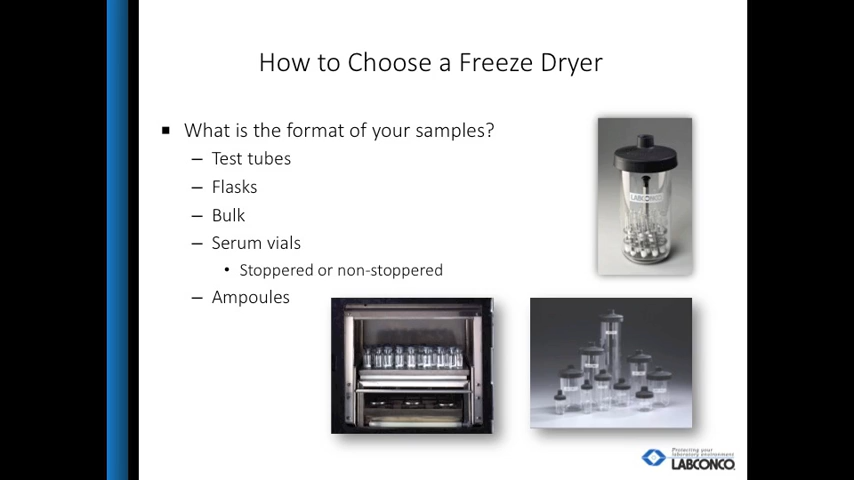 How to Choose a Freeze Dryer
■ What is the format of your samples?
– Test tubes
– Flasks
– Bulk
– Serum vials
• Stoppered or non-stoppered
– Ampoules
LABCONCO
Protecting your
laboratory environment
LABCONCO